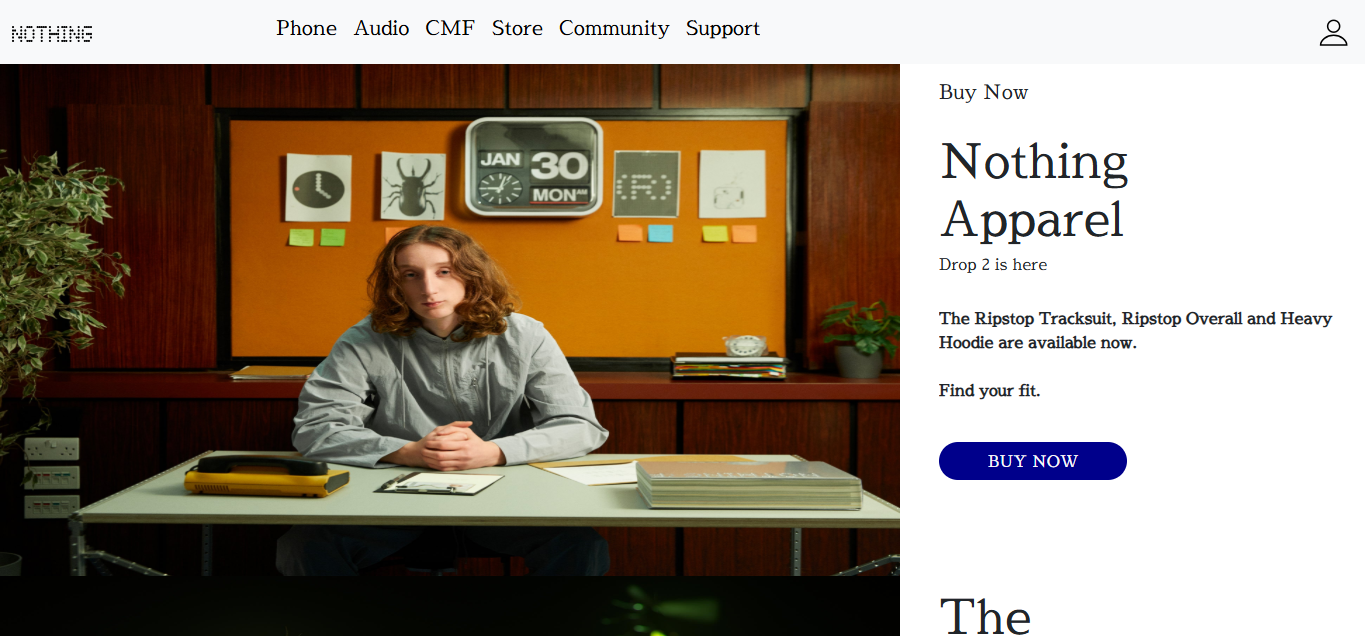 NOTHING
Phone Audio CMF Store Community Support
JAN 30
MON AM
(R)
Buy Now
Nothing
Apparel
Drop 2 is here
The Ripstop Tracksuit, Ripstop Overall and Heavy
Hoodie are available now.
Find your fit.
BUY NOW
The